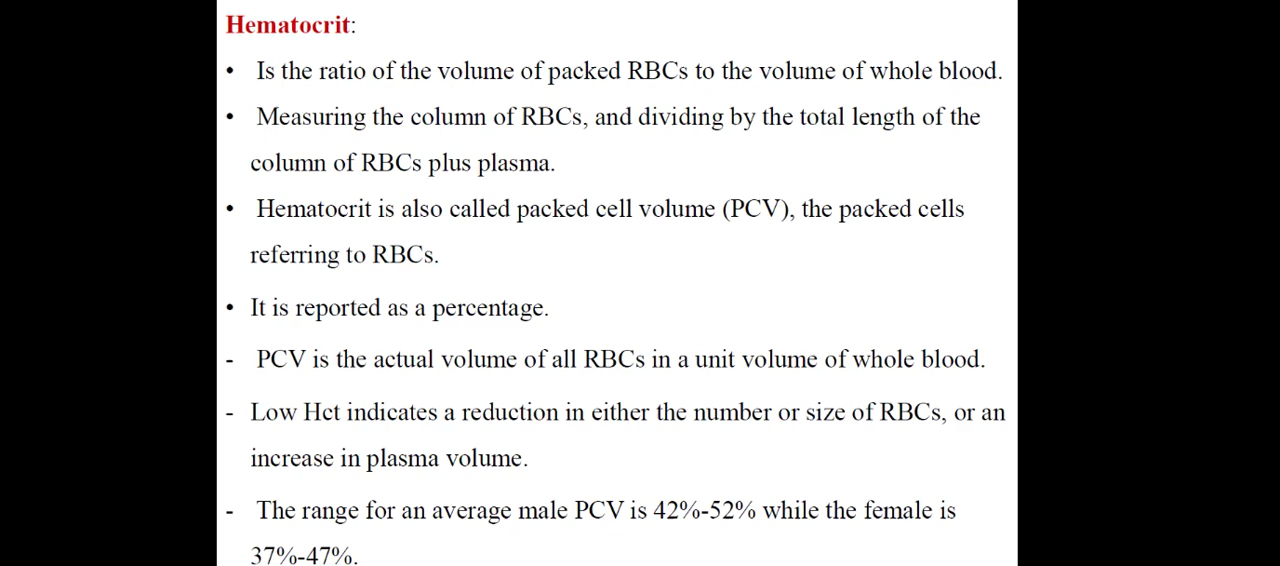 Hematocrit:
• Is the ratio of the volume of packed RBCs to the volume of whole blood.
• Measuring the column of RBCs, and dividing by the total length of the
column of RBCs plus plasma.
• Hematocrit is also called packed cell volume (PCV), the packed cells
referring to RBCs.
• It is reported as a percentage.
- PCV is the actual volume of all RBCs in a unit volume of whole blood.
- Low Hct indicates a reduction in either the number or size of RBCs, or an
increase in plasma volume.
- The range for an average male PCV is 42%-52% while the female is
37%-47%.